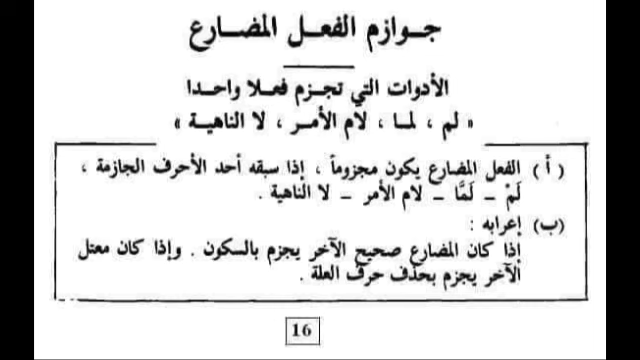 جوازم الفعل المضارع
الأدوات التي تجزم فعلا واحدا
« لم ، لما ، لام الأمر ، لا الناهية »
( أ ) الفعل المضارع يكون مجزوماً ، إذا سبقه أحد الأحرف الجازمة ،
لَمْ – لَمَّا – لام الأمر – لا الناهية .
(ب) إعرابه :
إذا كان المضارع صحيح الآخر يجزم بالسكون . وإذا كان معتل
الآخر يجزم بحذف حرف العلة .
16